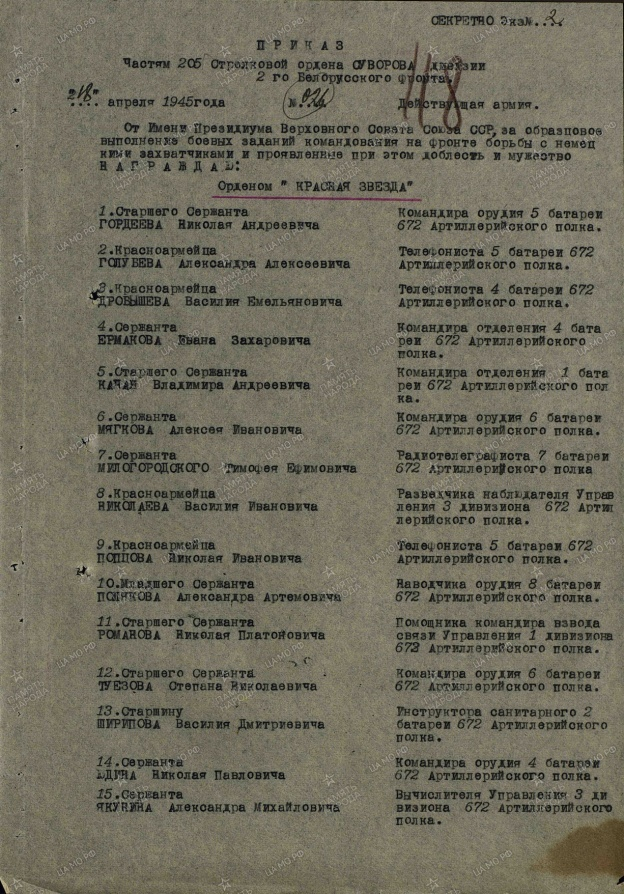 СЕКРЕТНО Экз№..2.
П Р И К А З
Частям 205 Стрелковой ордена СУВОРОВА дивизии
2 го Белорусского фронта.
"18" апреля 1945года №024 Действующая армия.
От Имени Президиума Верховного Совета Союза ССР, за образцовое
выполнение боевых заданий командования на фронте борьбы с немец
кими захватчиками и проявленные при этом доблесть и мужество
Н А Г Р А Ж Д А Ю:
Орденом " КРАСНАЯ ЗВЕЗДА"
1.Старшего Сержанта
ГОРДЕЕВА Николая Андреевича
Командира орудия 5 батареи
672 Артиллерийского полка.
2.Красноармейца
ГОЛУБЕВА Александра Алексеевича
Телефониста 5 батареи 672
Артиллерийского полка.
3.Красноармейца
ДРОБЫШЕВА Василия Емельяновича
Телефониста 4 батареи 672
Артиллерийского полка.
4.Сержанта
ЕРМАКОВА Ивана Захаровича
Командира отделения 4 бата
реи 672 Артиллерийского
полка.
5.Старшего Сержанта
КАЧАН Владимира Андреевича
Командира отделения 1 бата
реи 672 Артиллерийского пол
ка.
6.Сержанта
МЯГКОВА Алексея Ивановича
Командира орудия 6 батареи
672 Артиллерийского полка.
7.Сержанта
МИЛОГОРОДСКОГО Тимофея Ефимовича
Радиотелеграфиста 7 батареи
672 Артиллерийского полка
8.Красноармейца
НИКОЛАЕВА Василия Ивановича
Разведчика наблюдателя Управ
ления 3 дивизиона 672 Артил
лерийского полка.
9.Красноармейца
ПОПОВА Николая Ивановича
Телефониста 5 батареи 672
Артиллерийского полка.
10.Младшего Сержанта
ПОЛЯКОВА Александра Артемовича
Наводчика орудия 8 батареи
672 Артиллерийского полка.
11.Старшего Сержанта
РОМАНОВА Николая Платоновича
Помощника командира взвода
связи Управления 1 дивизиона
672 Артиллерийского полка.
12.Старшего Сержанта
ТУЕЗОВА Степана Николаевича
Командира орудия 6 батареи
672 Артиллерийского полка.
13.Старшину
ШИРИПОВА Василия Дмитриевича
Инструктора санитарного 2
батареи 672 Артиллерийского
полка.
14.Сержанта
ЮДИНА Николая Павловича
Командира орудия 4 батареи
672 Артиллерийского полка.
15.Сержанта
ЯКУНИНА Александра Михайловича
Вычислителя Управления 3 ди
визиона 672 Артиллерийского
полка.